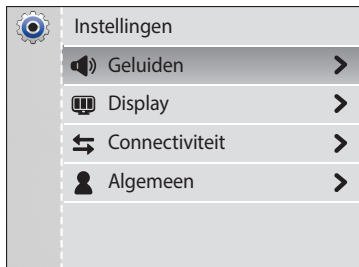 Instellingen
Geluiden
Display
Connectiviteit
Algemeen